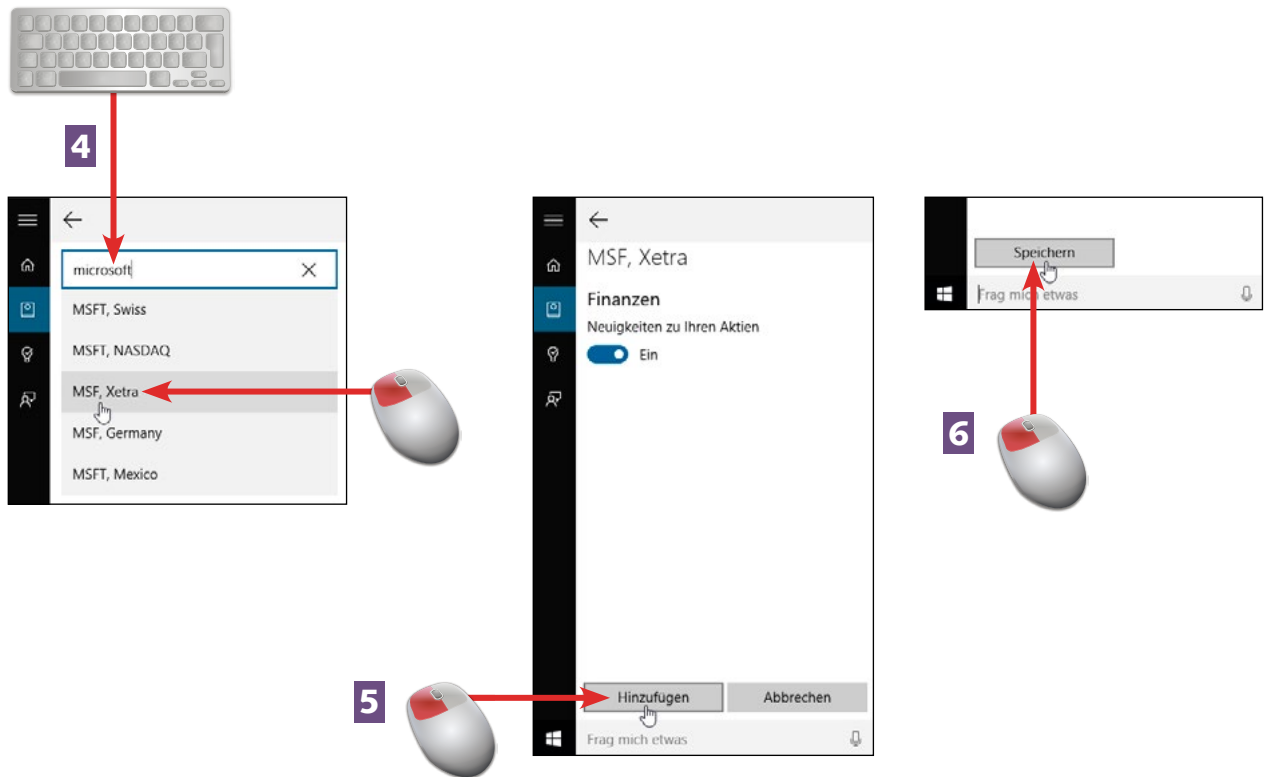 4
microsoft
MSFT, Swiss
MSFT, NASDAQ
MSF, Xetra
MSF, Germany
MSFT, Mexico
MSF, Xetra
Finanzen
Neuigkeiten zu Ihren Aktien
Ein
5
Hinzufügen
Abbrechen
Frag mich etwas
6
Speichern
Frag mich etwas